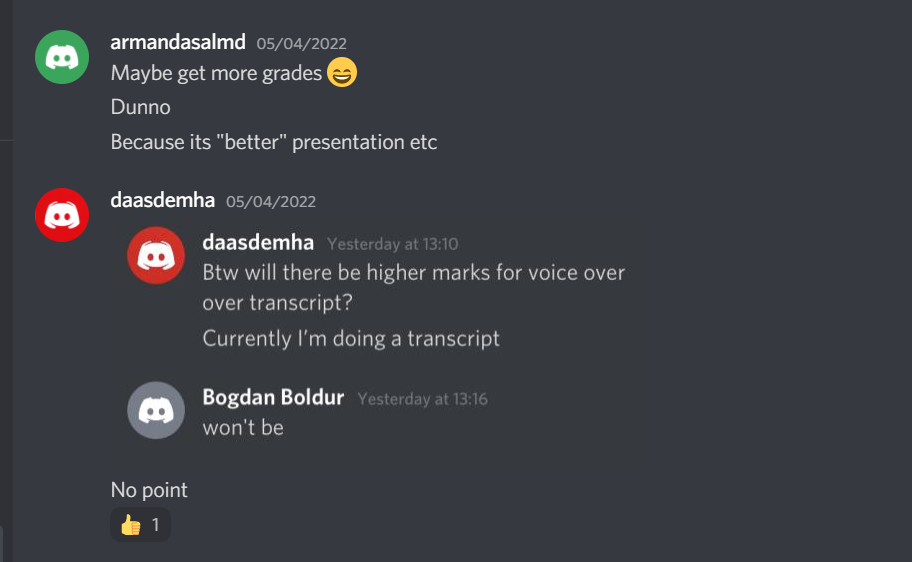 armandasalmd 05/04/2022
Maybe get more grades 😄
Dunno
Because its "better" presentation etc
daasdemha 05/04/2022
daasdemha Yesterday at 13:10
Btw will there be higher marks for voice over
over transcript?
Currently I'm doing a transcript
Bogdan Boldur Yesterday at 13:16
won't be
No point
👍 1